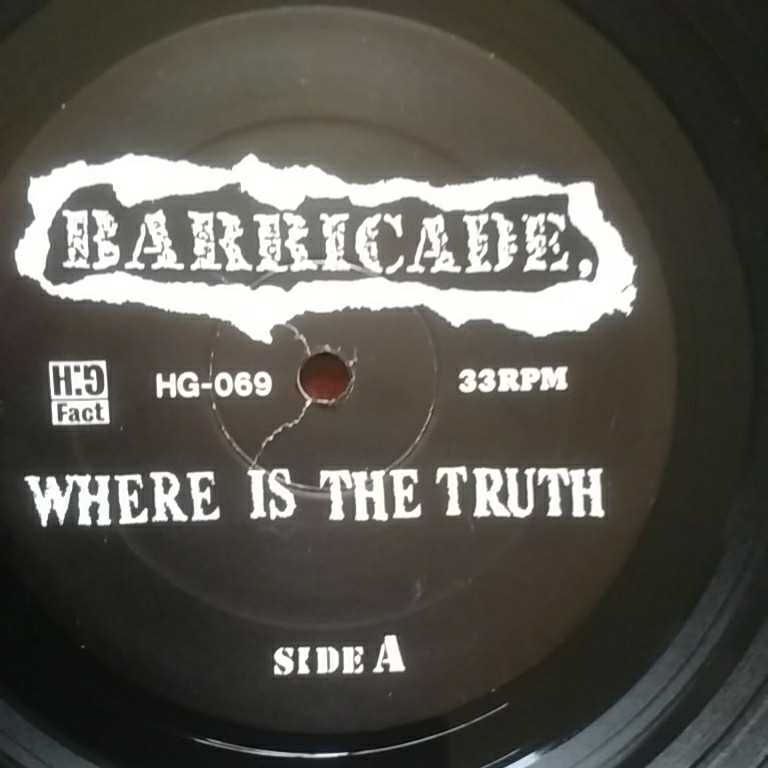 BARRICADE,
H:G
Fact
HG-069
33RPM
WHERE IS THE TRUTH
SIDE A